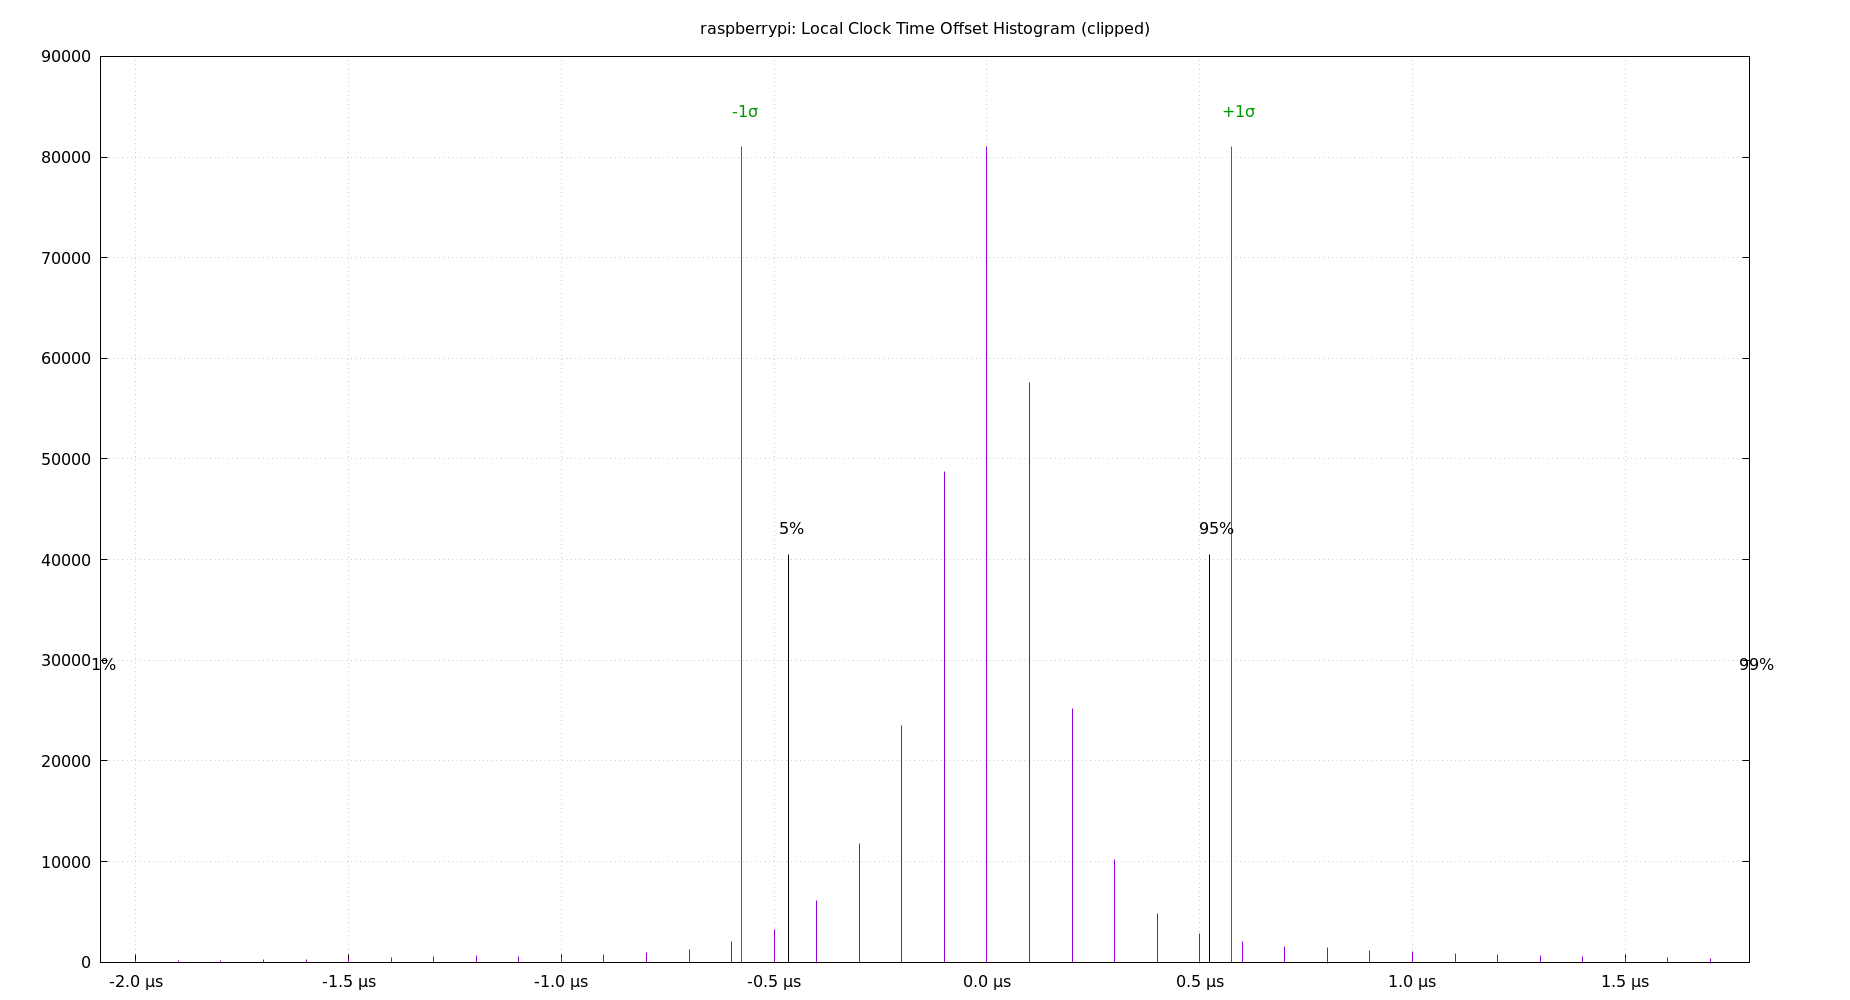 raspberrypi: Local Clock Time Offset Histogram (clipped)
90000
-1σ +1σ
80000
70000
60000
50000
5% 95%
40000
30000 1% 99%
20000
10000
0
-2.0 µs -1.5 µs -1.0 µs -0.5 µs 0.0 µs 0.5 µs 1.0 µs 1.5 µs